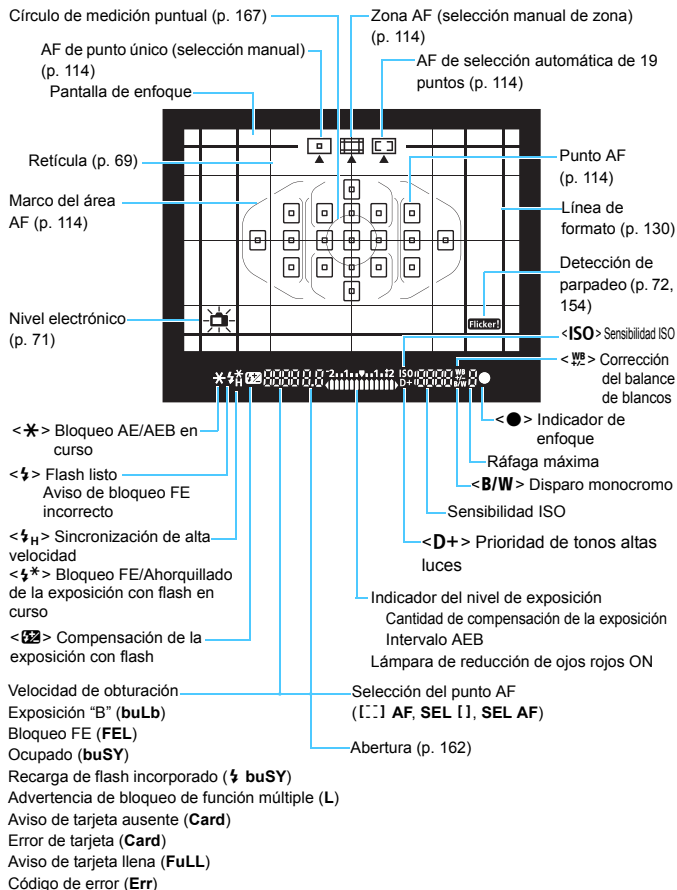 Círculo de medición puntual (p. 167)
Zona AF (selección manual de zona)
(p. 114)
AF de punto único (selección manual)
(p. 114)
AF de selección automática de 19
puntos (p. 114)
Pantalla de enfoque
Retícula (p. 69)
Punto AF
(p. 114)
Marco del área
AF (p. 114)
Línea de
formato (p. 130)
Detección de
parpadeo (p. 72,
154)
Flicker!
Nivel electrónico
(p. 71)
<ISO> Sensibilidad ISO
<WB+/-> Corrección
del balance
de blancos
-2..1..▼..1..+2
ISO
D+
WB
+/-
B/W
<●> Indicador de
enfoque
Ráfaga máxima
<B/W> Disparo monocromo
Sensibilidad ISO
<D+> Prioridad de tonos altas
luces
<✱> Bloqueo AE/AEB en
curso
<⚡> Flash listo
Aviso de bloqueo FE
incorrecto
<⚡H> Sincronización de alta
velocidad
<⚡*> Bloqueo FE/Ahorquillado
de la exposición con flash en
curso
<⚡±> Compensación de la
exposición con flash
Indicador del nivel de exposición
Cantidad de compensación de la exposición
Intervalo AEB
Lámpara de reducción de ojos rojos ON
Velocidad de obturación
Exposición “B” (buLb)
Bloqueo FE (FEL)
Ocupado (buSY)
Recarga de flash incorporado (⚡ buSY)
Advertencia de bloqueo de función múltiple (L)
Aviso de tarjeta ausente (Card)
Error de tarjeta (Card)
Aviso de tarjeta llena (FuLL)
Código de error (Err)
Selección del punto AF
([---] AF, SEL [ ], SEL AF)
Abertura (p. 162)